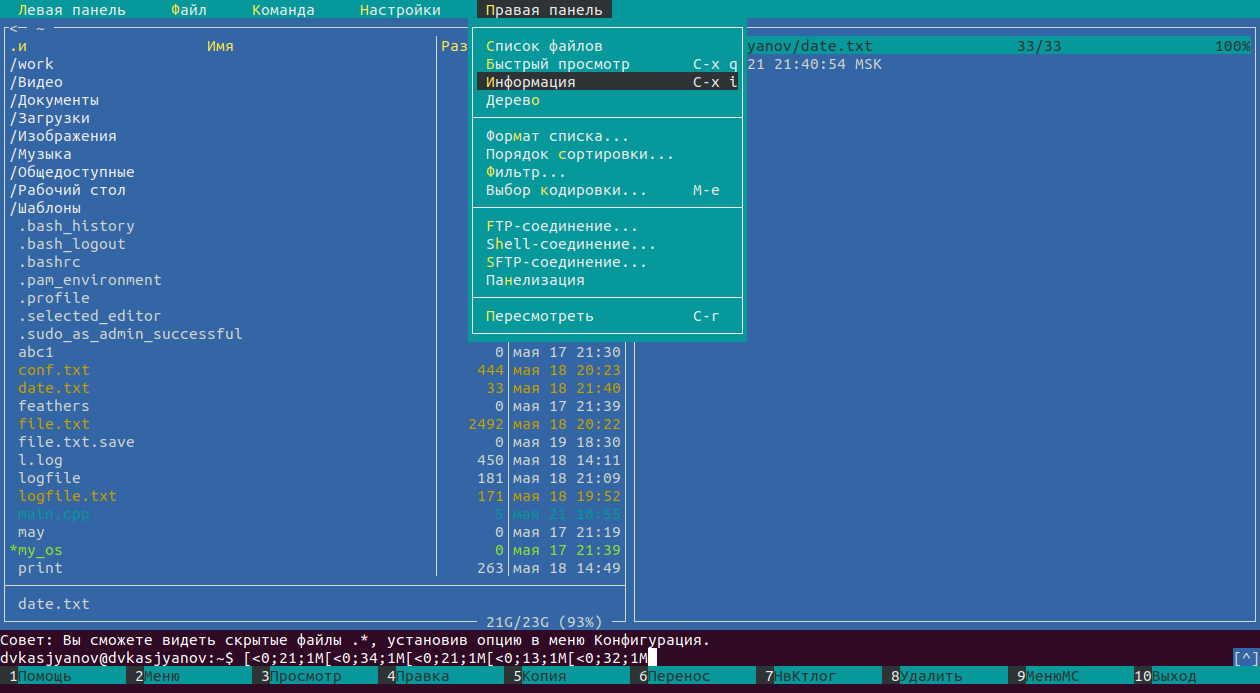 Левая панель Файл Команда Настройки Правая панель
<─ ~
.и Имя Раз
/work
/Видео
/Документы
/Загрузки
/Изображения
/Музыка
/Общедоступные
/Рабочий стол
/Шаблоны
.bash_history
.bash_logout
.bashrc
.pam_environment
.profile
.selected_editor
.sudo_as_admin_successful
abc1 0 мая 17 21:30
conf.txt 444 мая 18 20:23
date.txt 33 мая 18 21:40
feathers 0 мая 17 21:39
file.txt 2492 мая 18 20:22
file.txt.save 0 мая 19 18:30
l.log 450 мая 18 14:11
logfile 181 мая 18 21:09
logfile.txt 171 мая 18 19:52
main.cpp 5 мая 21 10:55
may 0 мая 17 21:19
*my_os 0 мая 17 21:39
print 263 мая 18 14:49
date.txt
21G/23G (93%)
Список файлов
Быстрый просмотр C-x q
Информация C-x i
Дерево
Формат списка...
Порядок сортировки...
Фильтр...
Выбор кодировки... M-e
FTP-соединение...
Shell-соединение...
SFTP-соединение...
Панелизация
Пересмотреть C-r
yanov/date.txt 33/33 100%
21 21:40:54 MSK
Совет: Вы сможете видеть скрытые файлы .*, установив опцию в меню Конфигурация.
dvkasjyanov@dvkasjyanov:~$ [<0;21;1M[<0;34;1M[<0;21;1M[<0;13;1M[<0;32;1M [^]
1Помощь 2Меню 3Просмотр 4Правка 5Копия 6Перенос 7НвКтлог 8Удалить 9МенюМС 10Выход